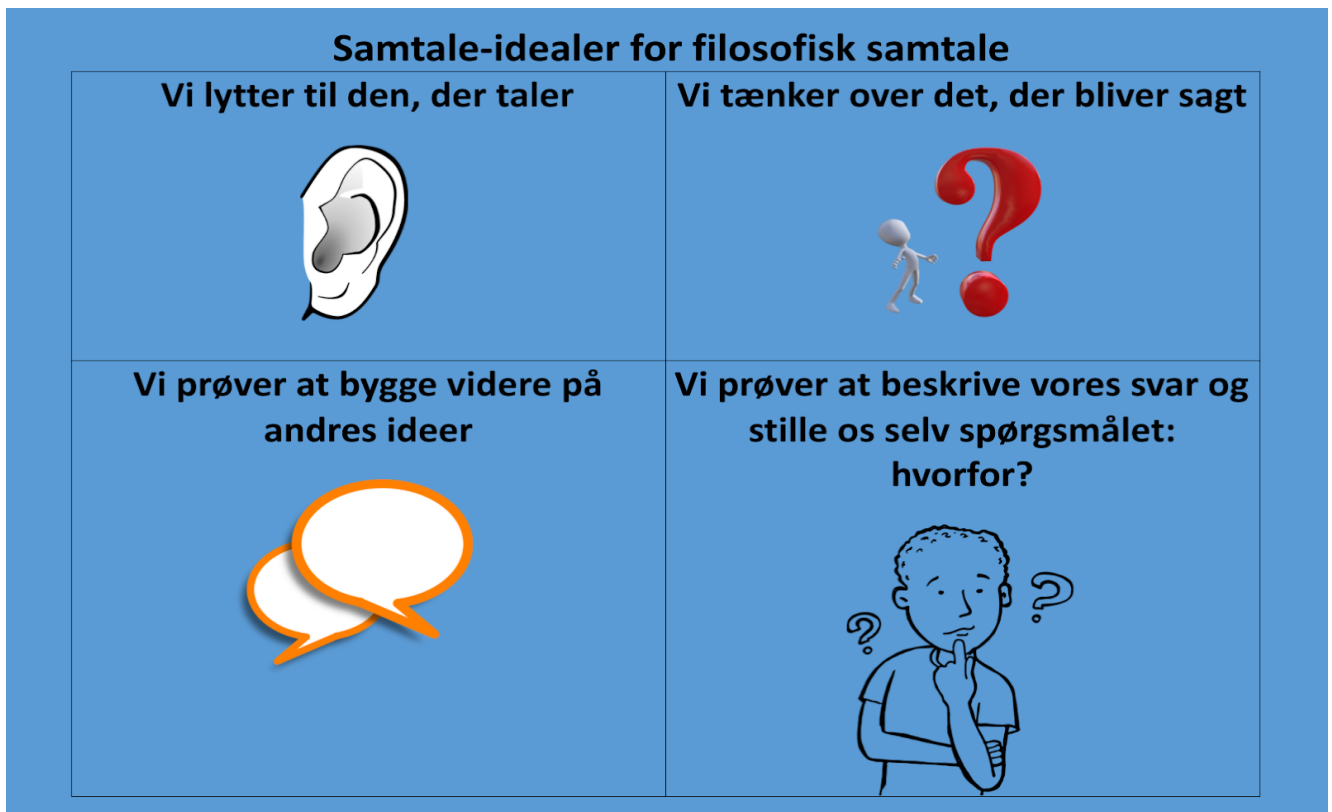 Samtale-idealer for filosofisk samtale
Vi lytter til den, der taler
Vi tænker over det, der bliver sagt
Vi prøver at bygge videre på
andres ideer
Vi prøver at beskrive vores svar og
stille os selv spørgsmålet:
hvorfor?